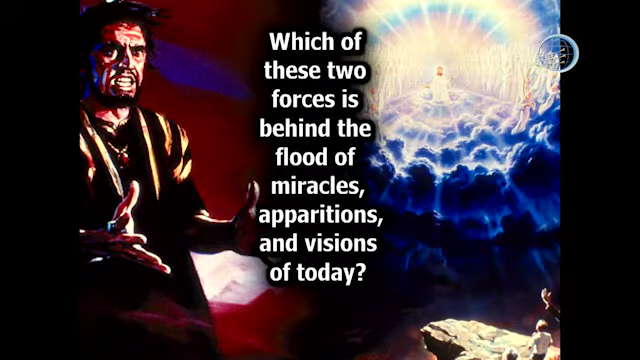 Which of
these two
forces is
behind the
flood of
miracles,
apparitions,
and visions
of today?